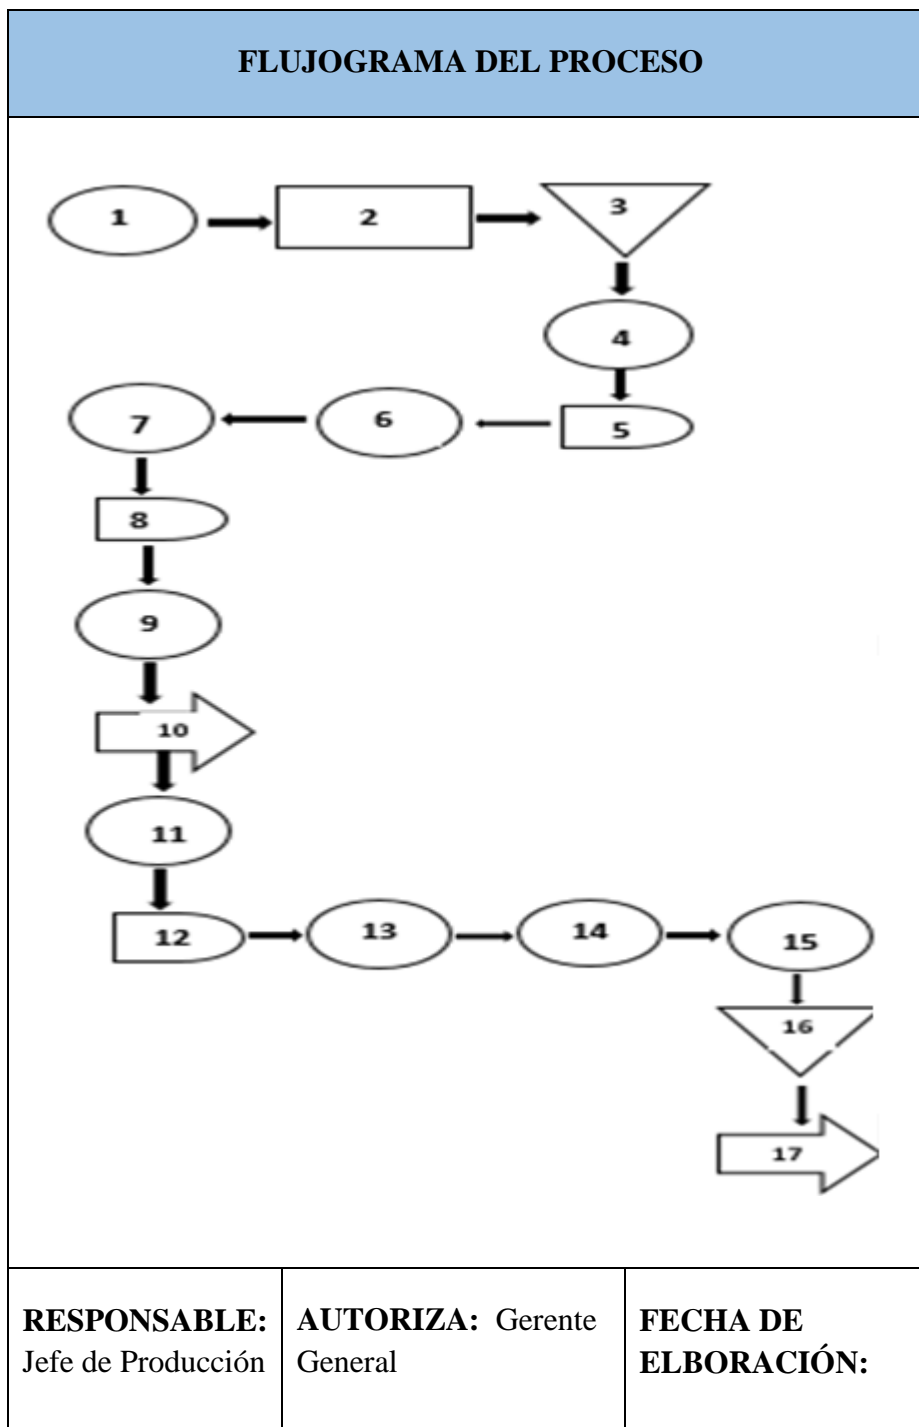 FLUJOGRAMA DEL PROCESO
1
2
3
4
7
6
5
8
9
10
11
12
13
14
15
16
17
RESPONSABLE:
Jefe de Producción
AUTORIZA: Gerente
General
FECHA DE
ELBORACIÓN: